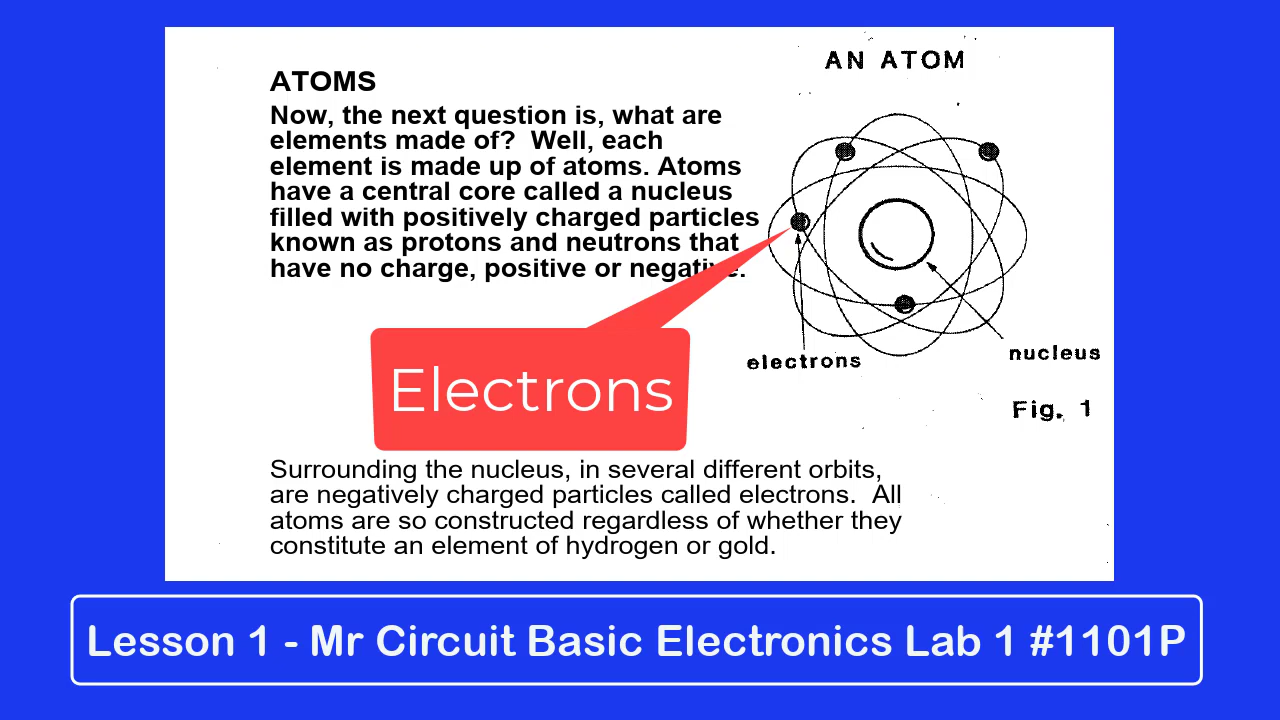 AN ATOM
ATOMS
Now, the next question is, what are
elements made of?  Well, each
element is made up of atoms. Atoms
have a central core called a nucleus
filled with positively charged particles
known as protons and neutrons that
have no charge, positive or negative.
electrons
nucleus
Fig. 1
Electrons
Surrounding the nucleus, in several different orbits,
are negatively charged particles called electrons.  All
atoms are so constructed regardless of whether they
constitute an element of hydrogen or gold.
Lesson 1 - Mr Circuit Basic Electronics Lab 1 #1101P